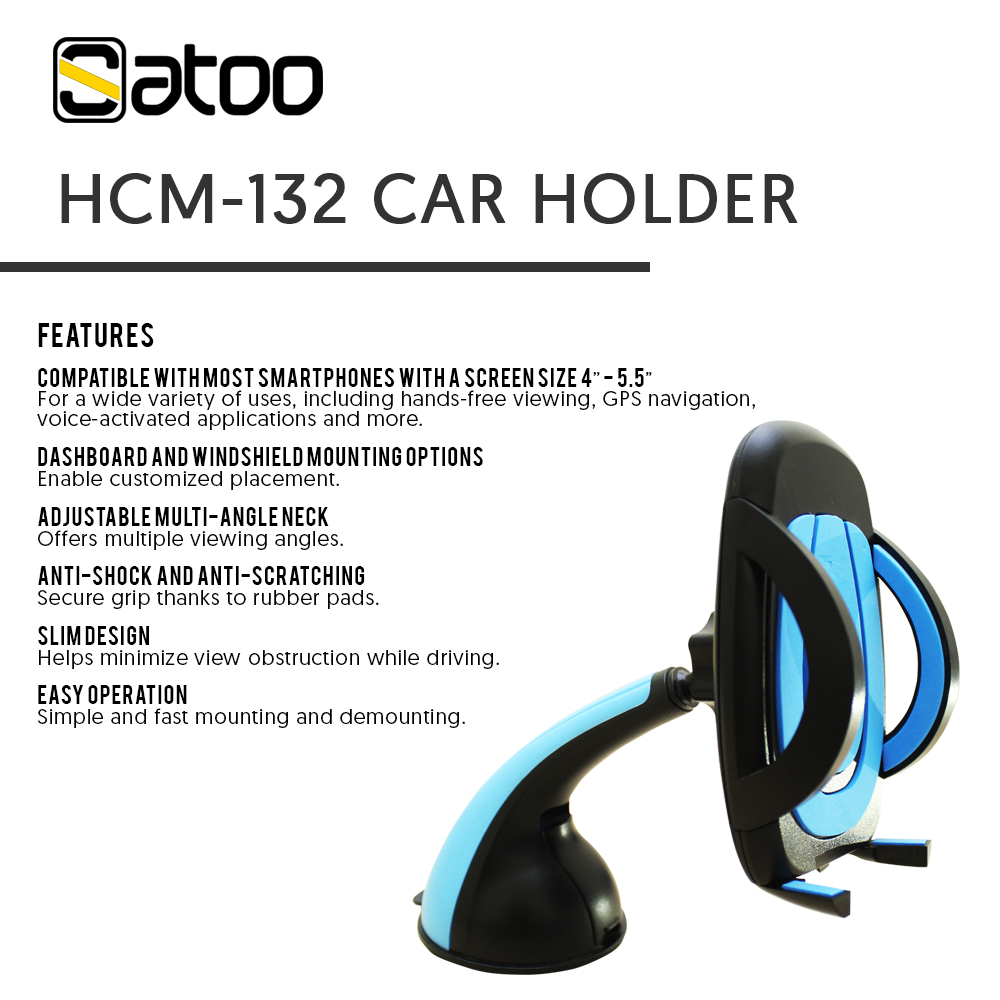 Satoo
HCM-132 CAR HOLDER
FEATURES
COMPATIBLE WITH MOST SMARTPHONES WITH A SCREEN SIZE 4” - 5.5”
For a wide variety of uses, including hands-free viewing, GPS navigation,
voice-activated applications and more.
DASHBOARD AND WINDSHIELD MOUNTING OPTIONS
Enable customized placement.
ADJUSTABLE MULTI-ANGLE NECK
Offers multiple viewing angles.
ANTI-SHOCK AND ANTI-SCRATCHING
Secure grip thanks to rubber pads.
SLIM DESIGN
Helps minimize view obstruction while driving.
EASY OPERATION
Simple and fast mounting and demounting.